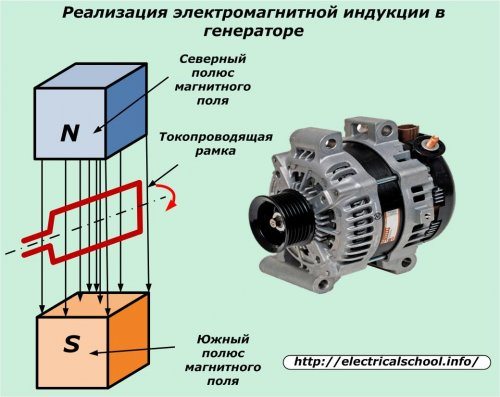 Реализация электромагнитной индукции в
генераторе
Северный
полюс
магнитного
поля
N
Токопроводящая
рамка
S
Южный
полюс
магнитного
поля
http://electricalschool.info/